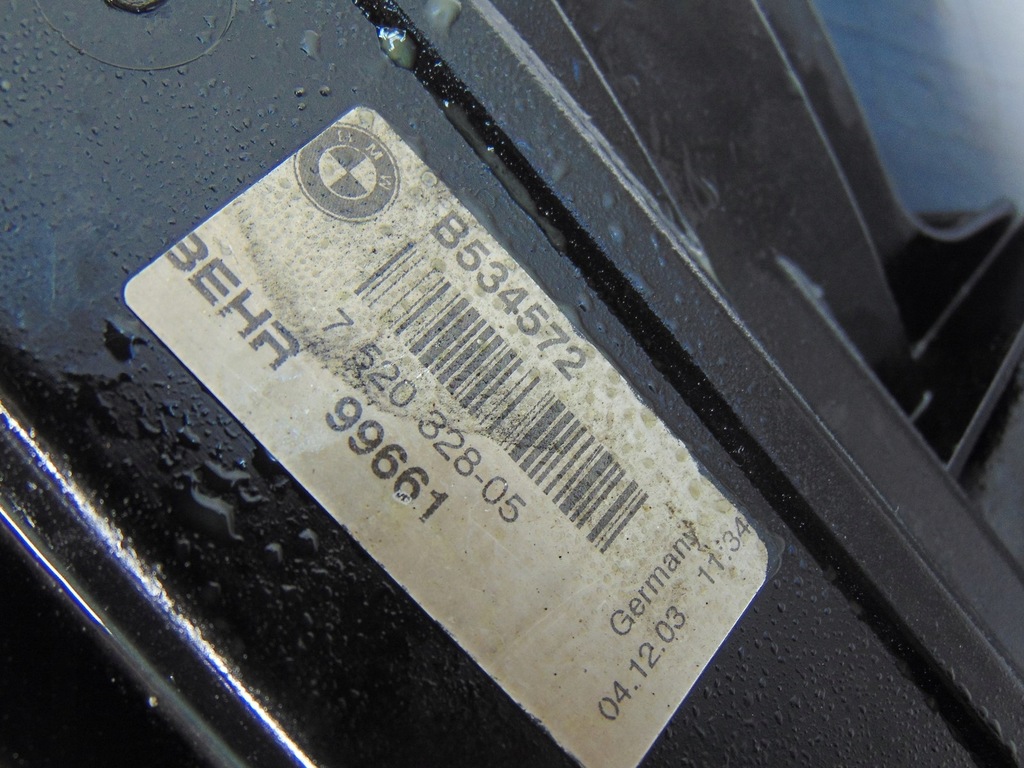 BMW
B534572
BEHR
7 520 328-05
99661
Germany
04.12.03 11:34